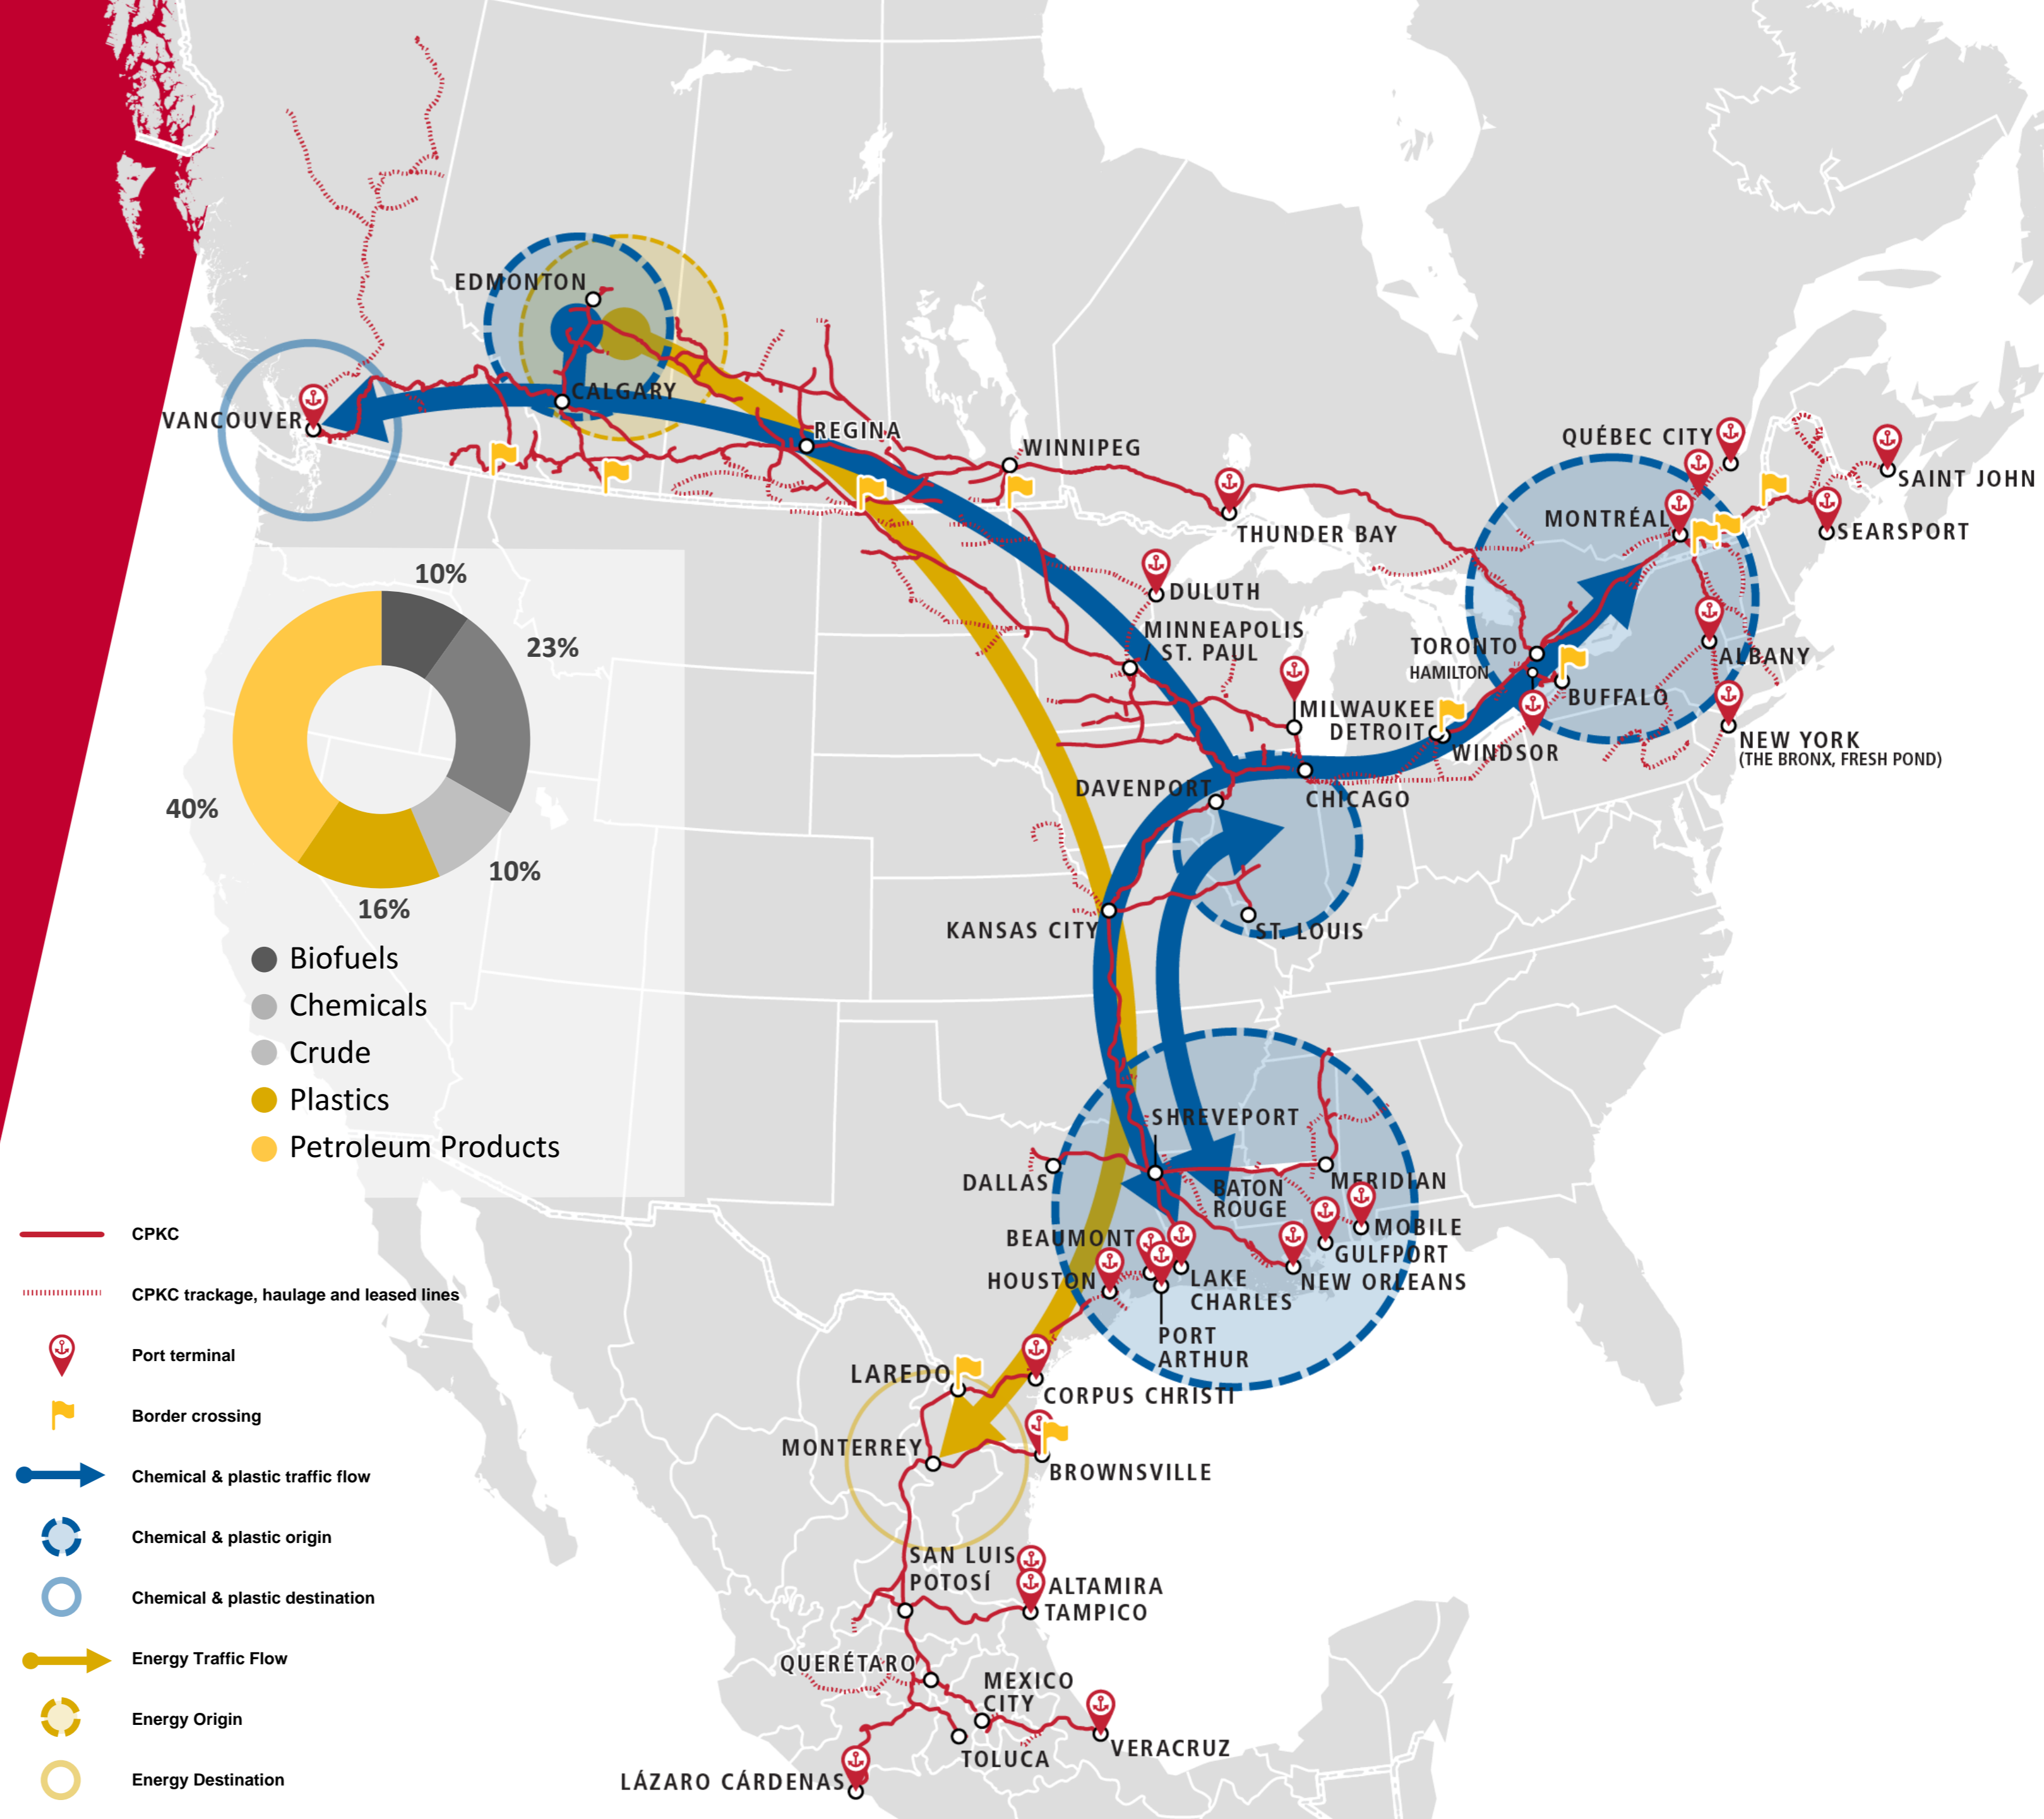 EDMONTON
CALGARY
VANCOUVER
REGINA
WINNIPEG
THUNDER BAY
DULUTH
MINNEAPOLIS
/ ST. PAUL
QUÉBEC CITY
SAINT JOHN
MONTRÉAL
SEARSPORT
TORONTO
HAMILTON
ALBANY
BUFFALO
MILWAUKEE
DETROIT
WINDSOR
NEW YORK
(THE BRONX, FRESH POND)
DAVENPORT
CHICAGO
KANSAS CITY
ST. LOUIS
10%
23%
40%
10%
16%
Biofuels
Chemicals
Crude
Plastics
Petroleum Products
SHREVEPORT
DALLAS
MERIDIAN
BATON
ROUGE
MOBILE
BEAUMONT
GULFPORT
HOUSTON
LAKE
CHARLES
NEW ORLEANS
PORT
ARTHUR
LAREDO
CORPUS CHRISTI
MONTERREY
BROWNSVILLE
SAN LUIS
POTOSÍ
ALTAMIRA
TAMPICO
QUERÉTARO
MEXICO
CITY
TOLUCA
VERACRUZ
LÁZARO CÁRDENAS
CPKC
CPKC trackage, haulage and leased lines
Port terminal
Border crossing
Chemical & plastic traffic flow
Chemical & plastic origin
Chemical & plastic destination
Energy Traffic Flow
Energy Origin
Energy Destination